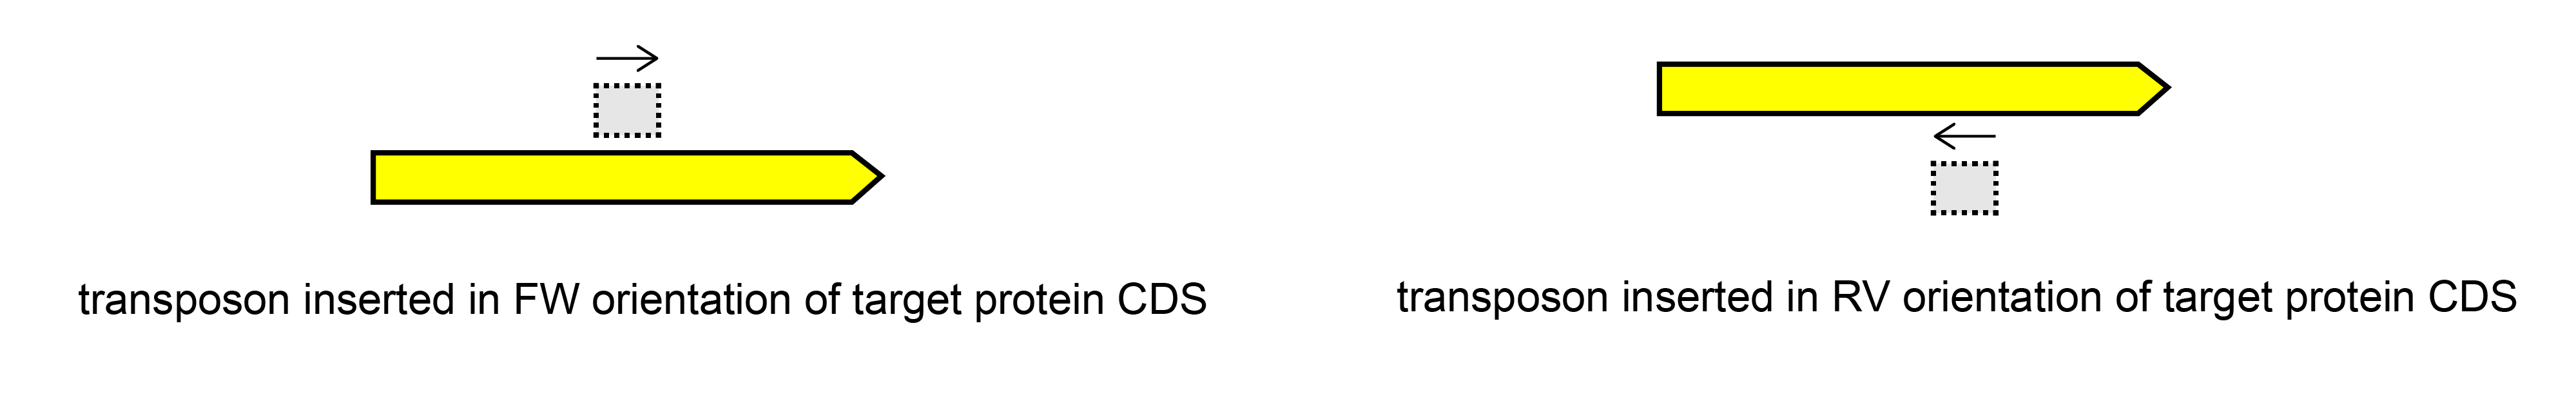 transposon inserted in FW orientation of target protein CDS
transposon inserted in RV orientation of target protein CDS